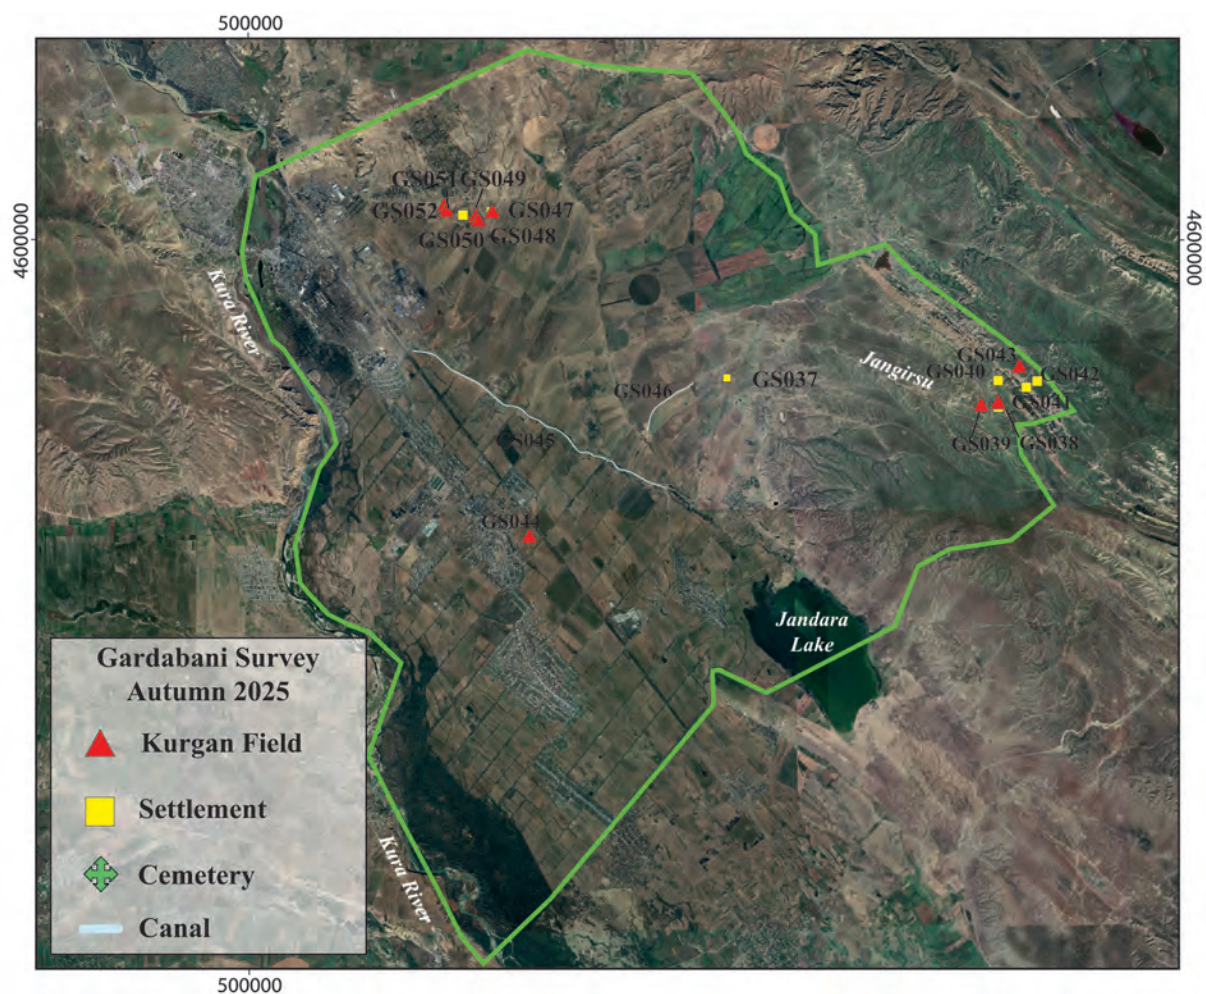 500000
4600000
4600000
GS051
GS049
GS052
GS047
GS050
GS048
Kura River
GS043
GS040
GS042
Jangirsu
GS046
GS037
GS041
GS045
GS039
GS038
GS044
Jandara
Lake
Gardabani Survey
Autumn 2025
Kurgan Field
Settlement
Cemetery
Canal
Kura River
500000